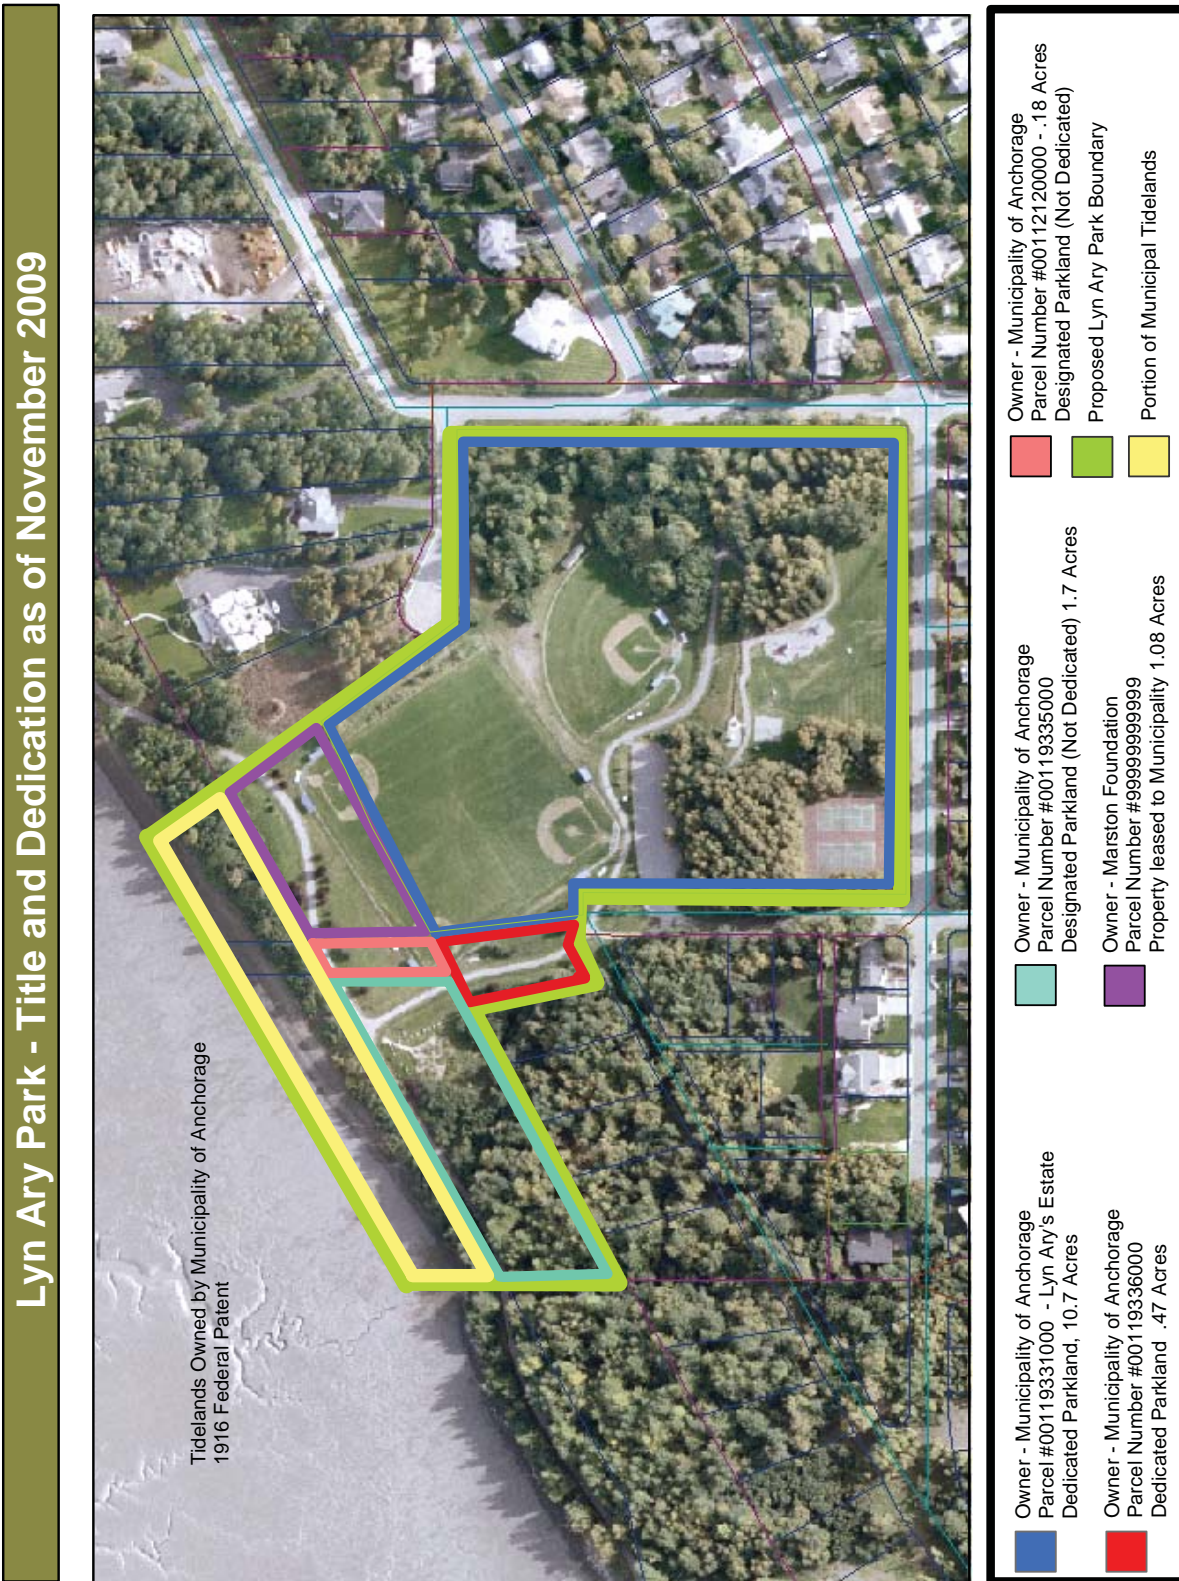 Lyn Ary Park - Title and Dedication as of November 2009
Tidelands Owned by Municipality of Anchorage
1916 Federal Patent
Owner - Municipality of Anchorage
Parcel #00119331000 - Lyn Ary's Estate
Dedicated Parkland, 10.7 Acres
Owner - Municipality of Anchorage
Parcel Number #00119336000
Dedicated Parkland .47 Acres
Owner - Municipality of Anchorage
Parcel Number #00119335000
Designated Parkland (Not Dedicated) 1.7 Acres
Owner - Marston Foundation
Parcel Number #99999999999
Property leased to Municipality 1.08 Acres
Owner - Municipality of Anchorage
Parcel Number #00112120000 - .18 Acres
Designated Parkland (Not Dedicated)
Proposed Lyn Ary Park Boundary
Portion of Municipal Tidelands